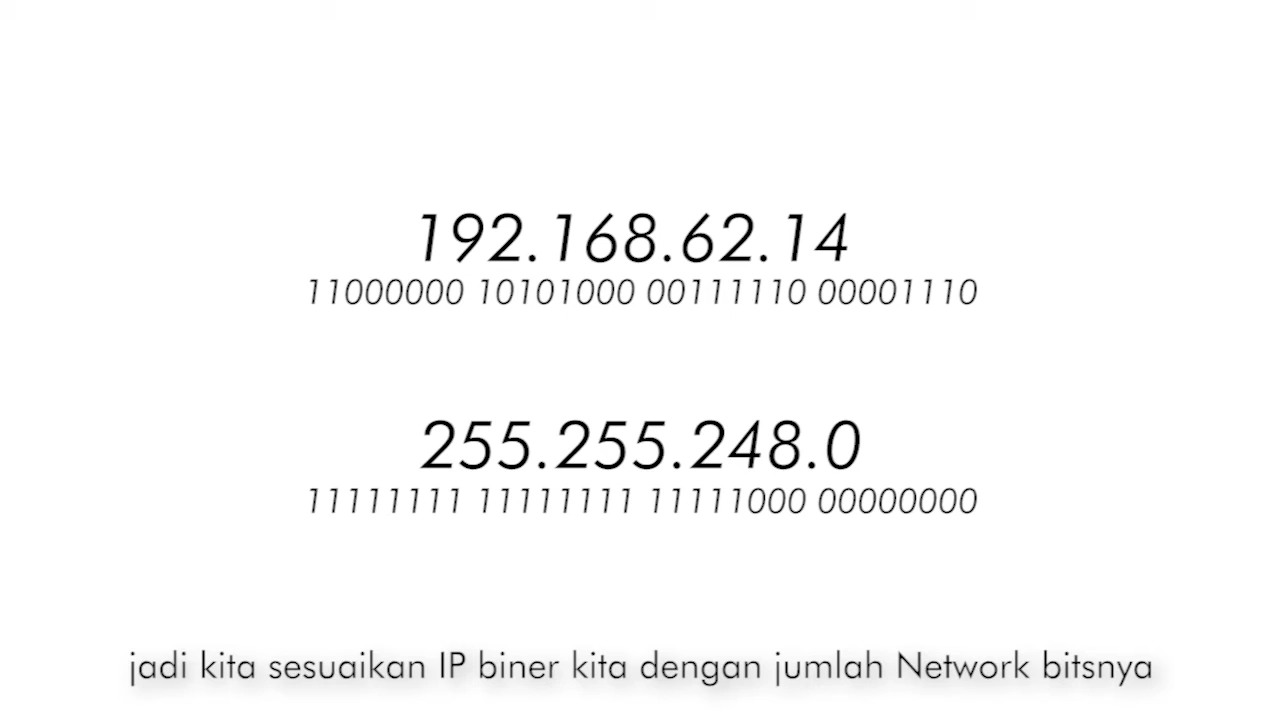 192.168.62.14
11000000 10101000 00111110 00001110
255.255.248.0
11111111 11111111 11111000 00000000
jadi kita sesuaikan IP biner kita dengan jumlah Network bitsnya